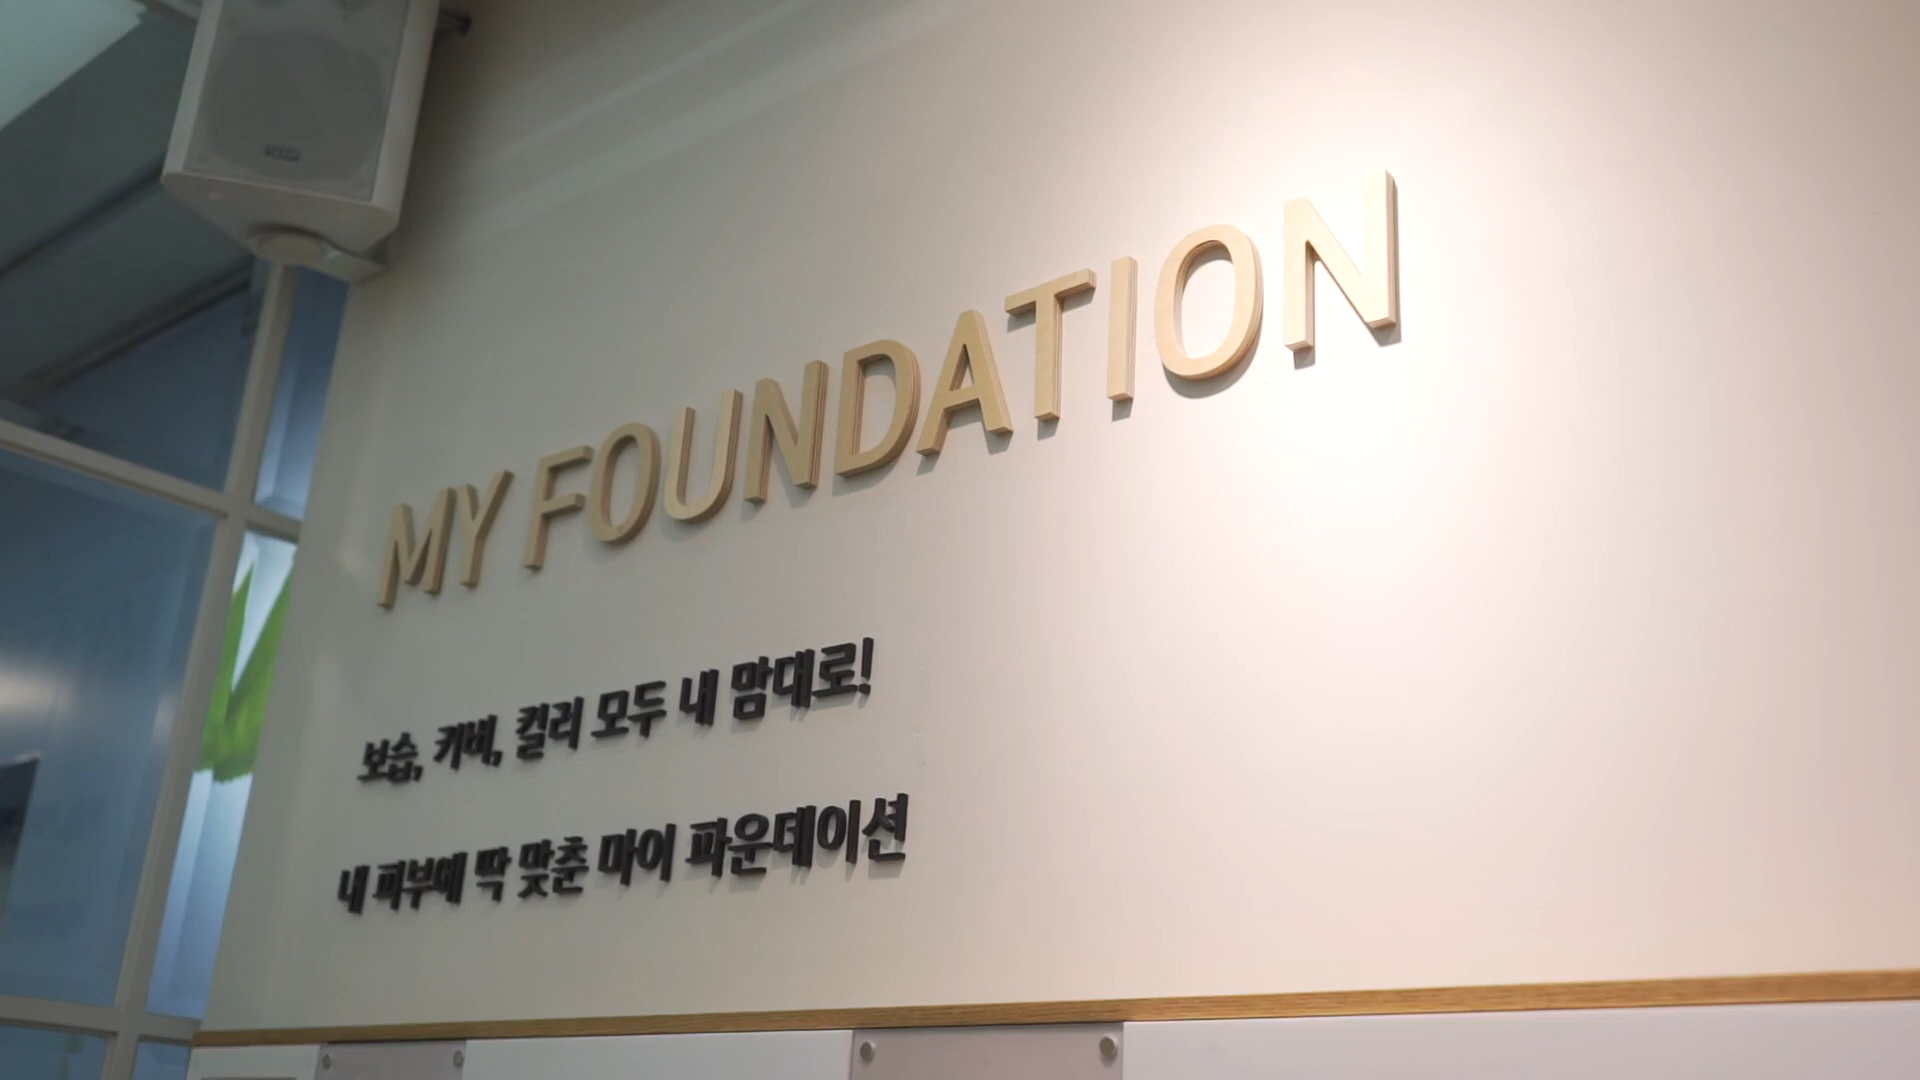 MY FOUNDATION
보습, 커버, 컬러 모두 내 맘대로!
내 피부에 딱 맞춘 마이 파운데이션